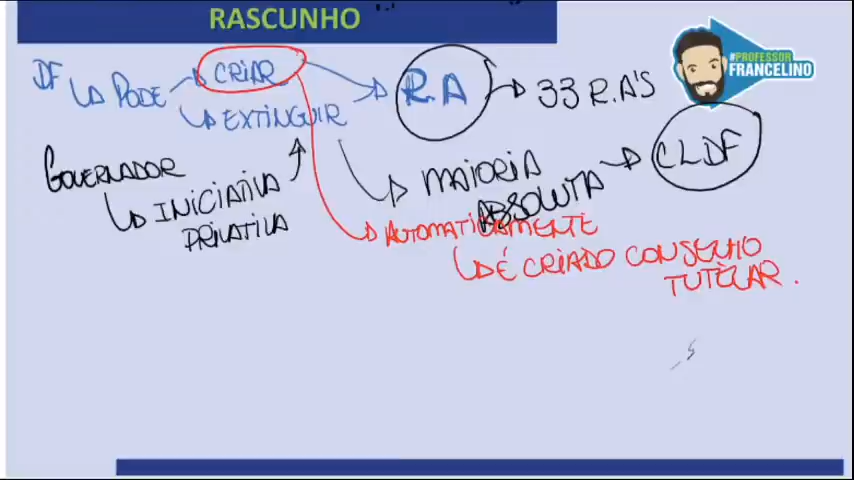 RASCUNHO
#PROFESSOR
FRANCELINO
DF
PODE
CRIAR
EXTINGUIR
R.A
33 R.A'S
GOVERNADOR
INICIATIVA
PRIVATIVA
MAIORIA
ABSOLUTA
CLDF
AUTOMATICAMENTE
É CRIADO CONSELHO
TUTELAR.